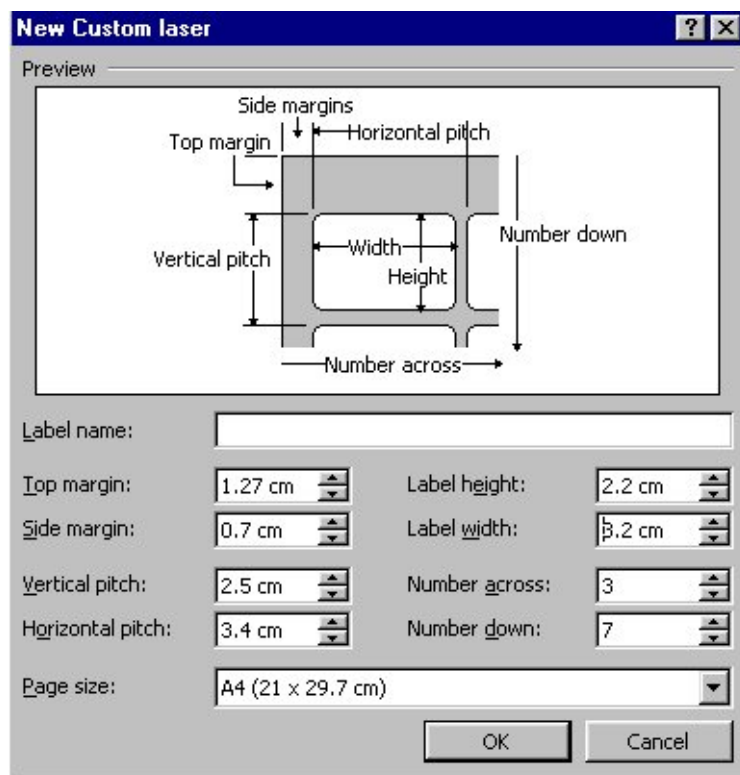 New Custom laser
Preview
Side margins
Top margin
Horizontal pitch
Number down
Width
Vertical pitch
Height
Number across
Label name:
Top margin: 1.27 cm Label height: 2.2 cm
Side margin: 0.7 cm Label width: 3.2 cm
Vertical pitch: 2.5 cm Number across: 3
Horizontal pitch: 3.4 cm Number down: 7
Page size: A4 (21 x 29.7 cm)
OK Cancel